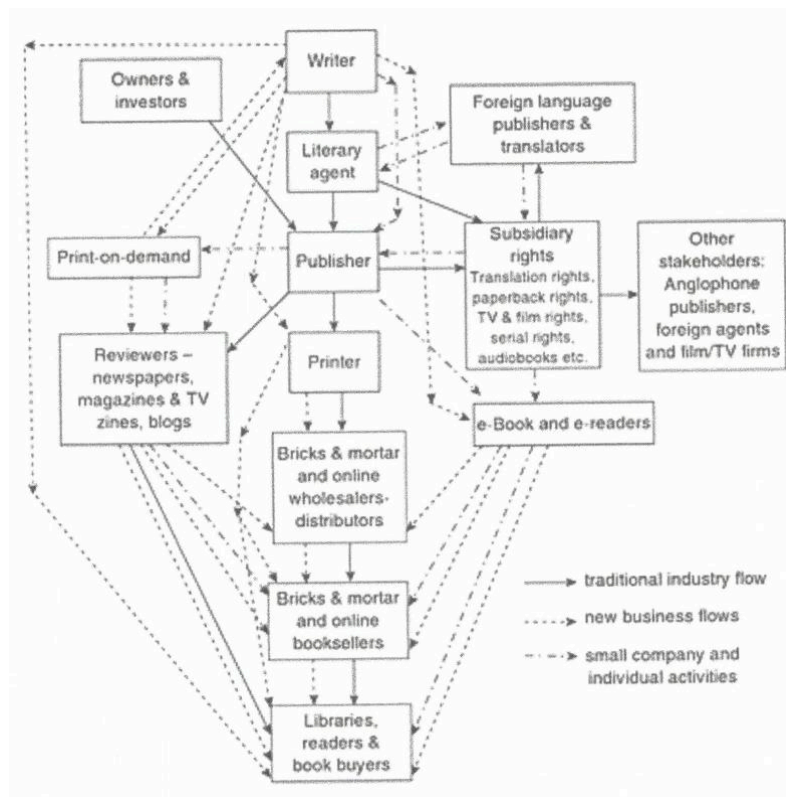 Writer
Owners &
investors
Foreign language
publishers &
translators
Literary
agent
Print-on-demand
Publisher
Subsidiary
rights
Translation rights,
paperback rights,
TV & film rights,
serial rights,
audiobooks etc.
Other
stakeholders:
Anglophone
publishers,
foreign agents
and film/TV firms
Reviewers –
newspapers,
magazines & TV
zines, blogs
Printer
e-Book and e-readers
Bricks & mortar
and online
wholesalers-
distributors
Bricks & mortar
and online
booksellers
Libraries,
readers &
book buyers
traditional industry flow
new business flows
small company and
individual activities